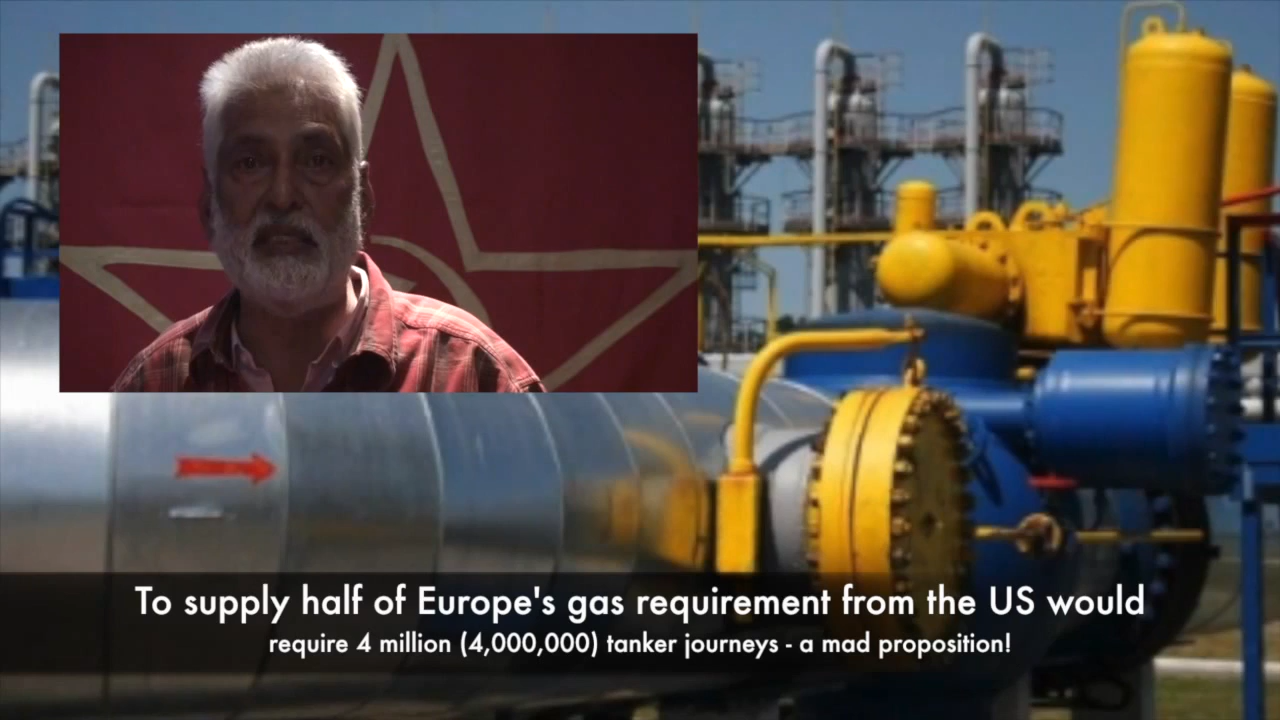 To supply half of Europe's gas requirement from the US would
require 4 million (4,000,000) tanker journeys - a mad proposition!